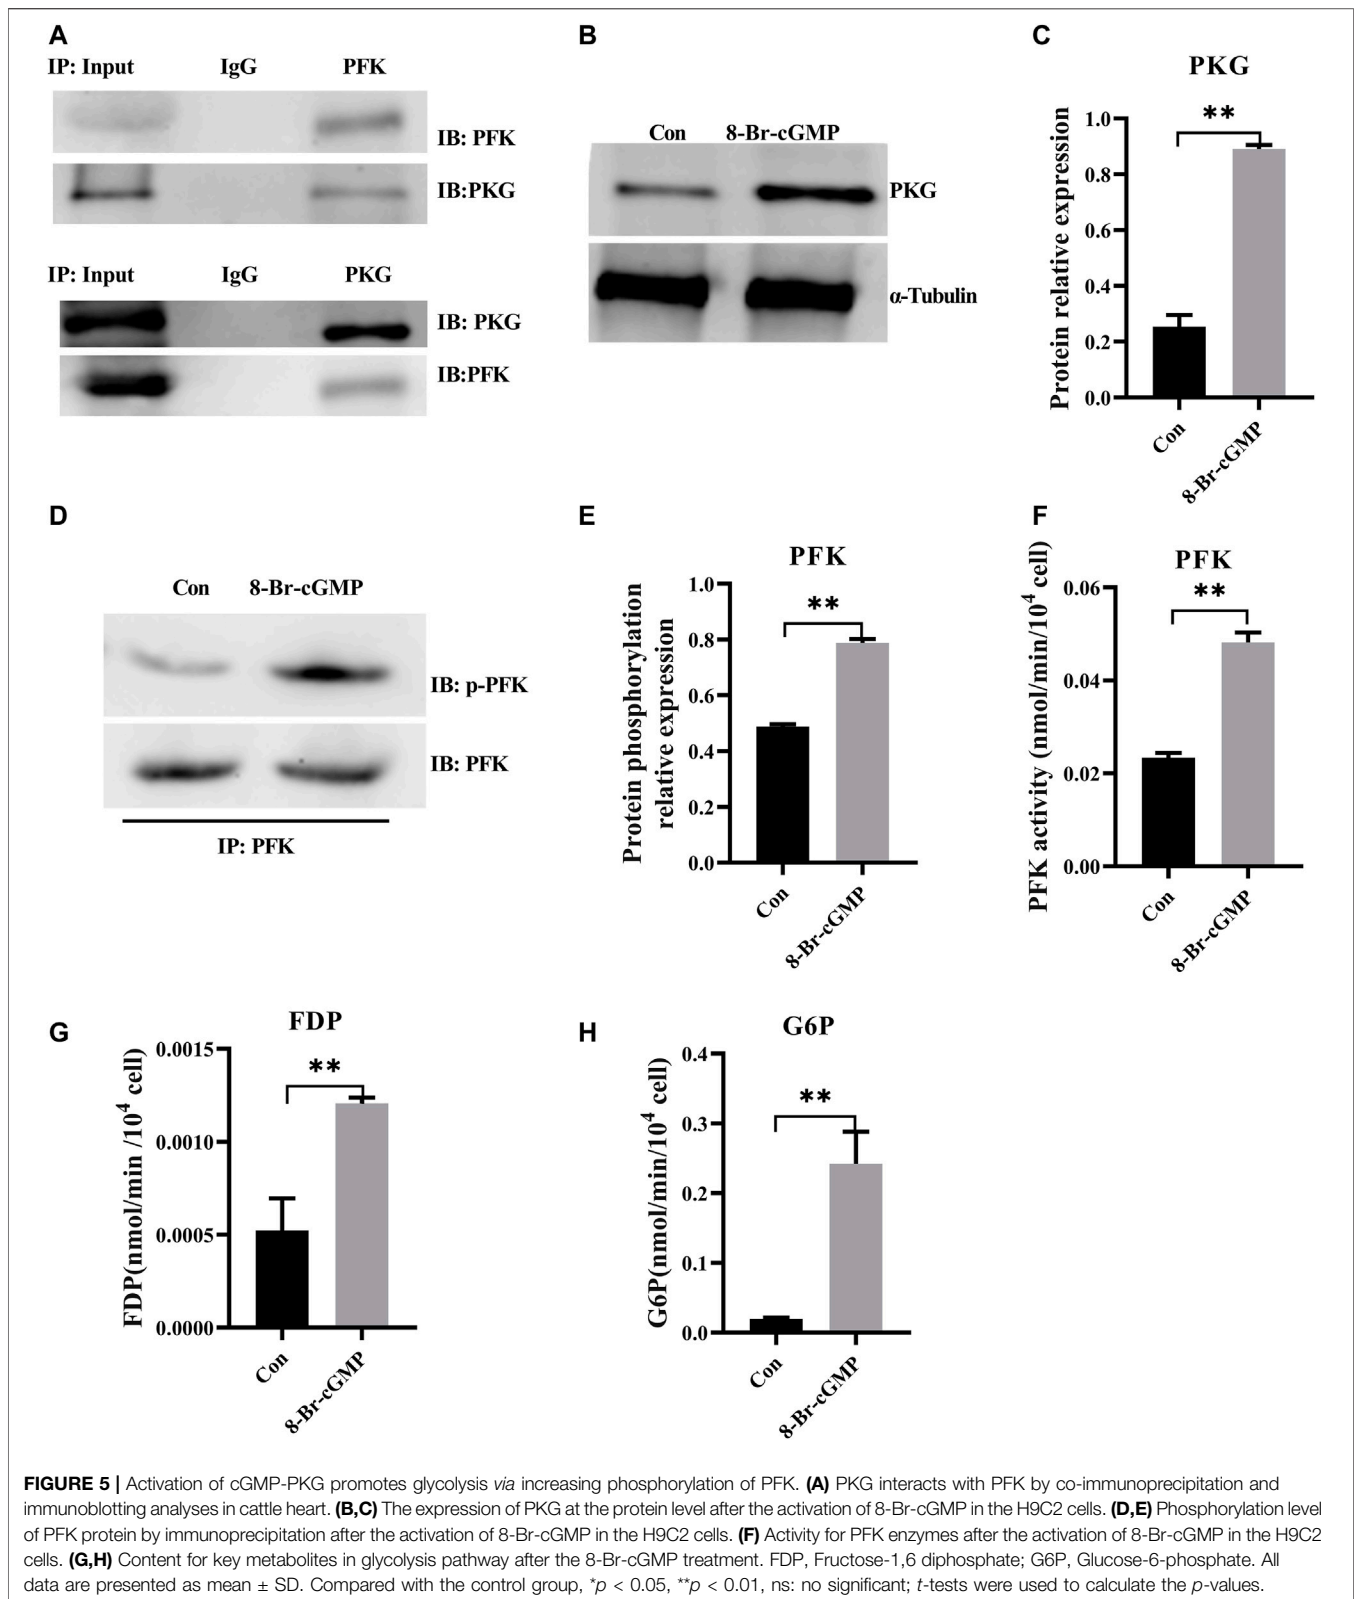 A
IP: Input IgG PFK
IB: PFK
IB:PKG
IP: Input IgG PKG
IB: PKG
IB:PFK
B
Con 8-Br-cGMP
PKG
α-Tubulin
C
PKG
Protein relative expression
1.0
0.8
0.6
0.4
0.2
0.0
**
Con
8-Br-cGMP
D
Con 8-Br-cGMP
IB: p-PFK
IB: PFK
IP: PFK
E
PFK
Protein phosphorylation
relative expression
1.0
0.8
0.6
0.4
0.2
0.0
**
Con
8-Br-cGMP
F
PFK
PFK activity (nmol/min/10⁴ cell)
0.06
0.04
0.02
0.00
**
Con
8-Br-cGMP
G
FDP
FDP(nmol/min /10⁴ cell)
0.0015
0.0010
0.0005
0.0000
**
Con
8-Br-cGMP
H
G6P
G6P(nmol/min/10⁴ cell)
0.4
0.3
0.2
0.1
0.0
**
Con
8-Br-cGMP
FIGURE 5 | Activation of cGMP-PKG promotes glycolysis via increasing phosphorylation of PFK. (A) PKG interacts with PFK by co-immunoprecipitation and
immunoblotting analyses in cattle heart. (B,C) The expression of PKG at the protein level after the activation of 8-Br-cGMP in the H9C2 cells. (D,E) Phosphorylation level
of PFK protein by immunoprecipitation after the activation of 8-Br-cGMP in the H9C2 cells. (F) Activity for PFK enzymes after the activation of 8-Br-cGMP in the H9C2
cells. (G,H) Content for key metabolites in glycolysis pathway after the 8-Br-cGMP treatment. FDP, Fructose-1,6 diphosphate; G6P, Glucose-6-phosphate. All
data are presented as mean ± SD. Compared with the control group, *p < 0.05, **p < 0.01, ns: no significant; t-tests were used to calculate the p-values.